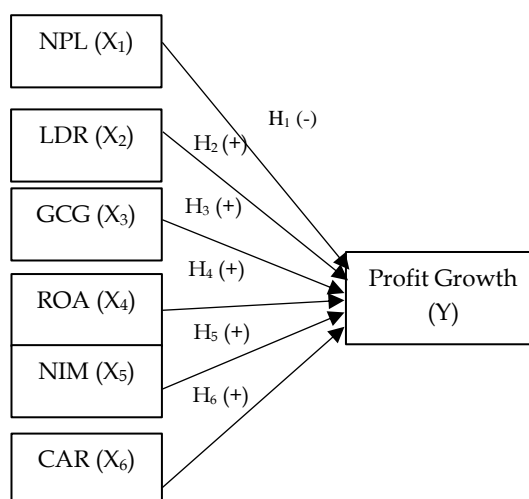 NPL (X₁)
H₁ (-)
LDR (X₂)
H₂ (+)
GCG (X₃)
H₃ (+)
H₄ (+)
Profit Growth
(Y)
ROA (X₄)
H₅ (+)
NIM (X₅)
H₆ (+)
CAR (X₆)